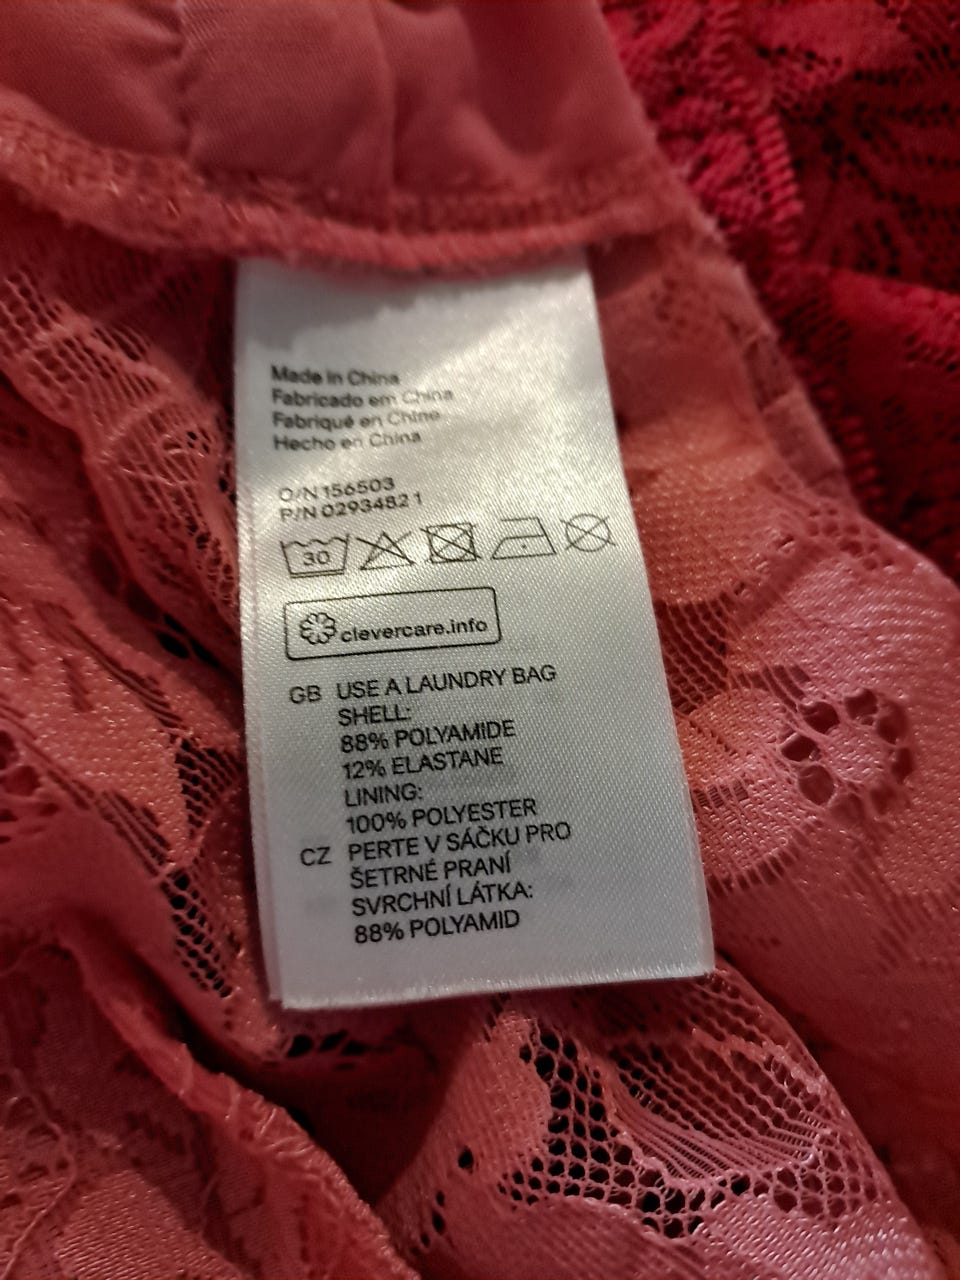 Made in China
Fabricado em China
Fabriqué en Chine
Hecho en China
O/N 156503
P/N 0293482 1
30
clevercare.info
GB USE A LAUNDRY BAG
SHELL:
88% POLYAMIDE
12% ELASTANE
LINING:
100% POLYESTER
CZ PERTE V SÁČKU PRO
ŠETRNÉ PRANÍ
SVRCHNÍ LÁTKA:
88% POLYAMID